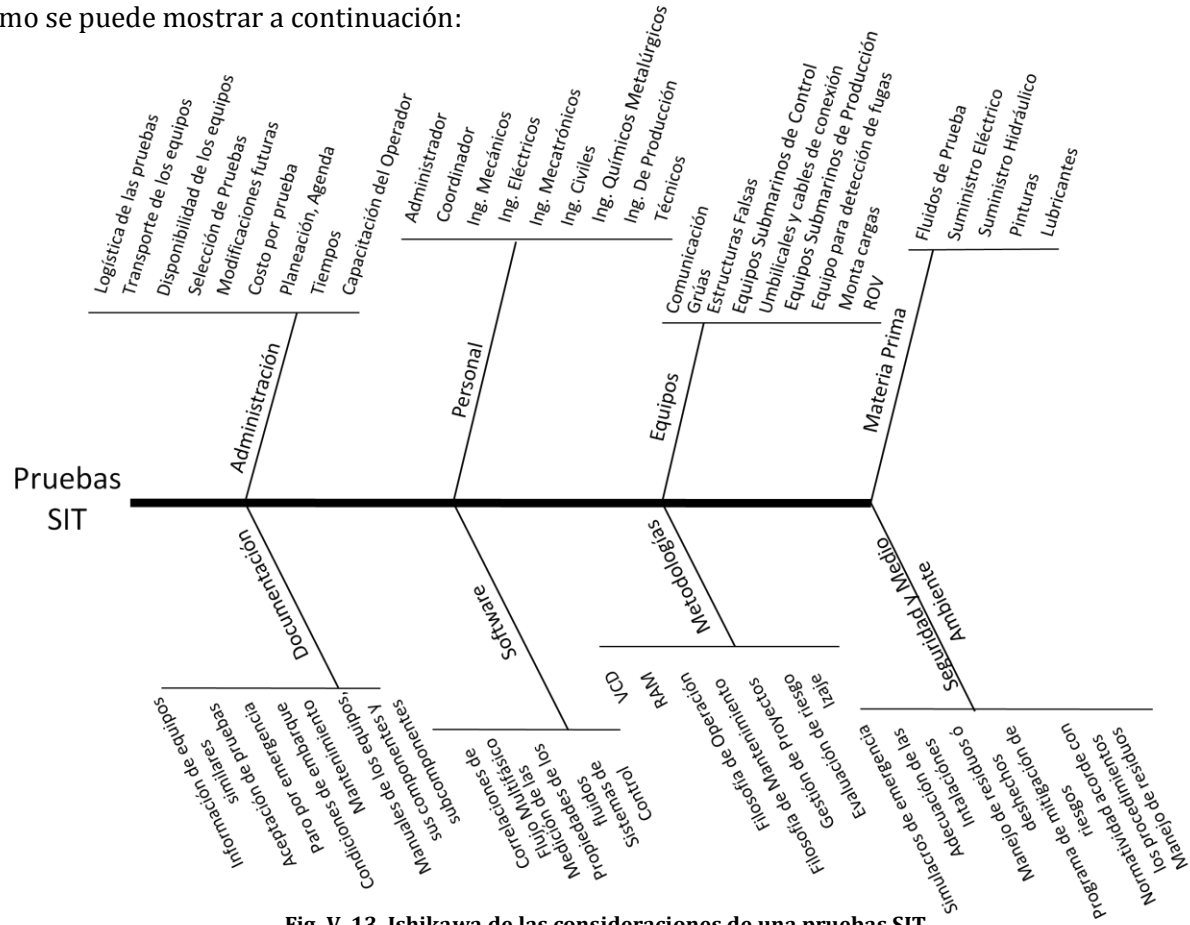 mo se puede mostrar a continuación:
Logística de las pruebas
Transporte de los equipos
Disponibilidad de los equipos
Selección de Pruebas
Modificaciones futuras
Costo por prueba
Planeación, Agenda
Tiempos
Capacitación del Operador
Administración
Administrador
Coordinador
Ing. Mecánicos
Ing. Eléctricos
Ing. Mecatrónicos
Ing. Civiles
Ing. Químicos Metalúrgicos
Ing. De Producción
Técnicos
Personal
Comunicación
Grúas
Estructuras Falsas
Equipos Submarinos de Control
Umbilicales y cables de conexión
Equipos Submarinos de Producción
Equipo para detección de fugas
Monta cargas
ROV
Equipos
Fluidos de Prueba
Suministro Eléctrico
Suministro Hidráulico
Pinturas
Lubricantes
Materia Prima
Pruebas
SIT
Documentación
Información de equipos
similares
Aceptación de pruebas
Paro por emergencia
Condiciones de embarque
Mantenimiento
Manuales de los equipos,
sus componentes y
subcomponentes
Software
Correlaciones de
Flujo Multifásico
Medición de las
Propiedades de los
fluidos
Sistemas de
Control
Metodologías
VCD
RAM
Filosofía de Operación
Filosofía de Mantenimiento
Gestión de Proyectos
Evaluación de riesgo
Izaje
Seguridad y Medio
Ambiente
Simulacros de emergencia
Adecuación de las
Intalaciónes
Manejo de residuos ó
deshechos
Programa de mitigación de
riesgos
Normatividad acorde con
los procedimientos
Manejo de residuos
Fig. V. 13. Ishikawa de las consideraciones de una pruebas SIT